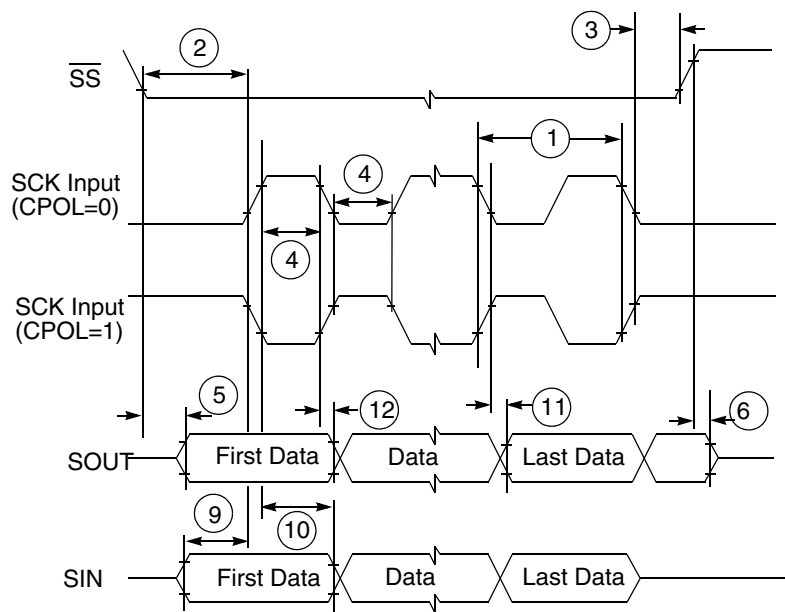 2
3
SS
1
SCK Input
(CPOL=0)
4
4
SCK Input
(CPOL=1)
5
12
11
6
SOUT
First Data
Data
Last Data
9
10
SIN
First Data
Data
Last Data